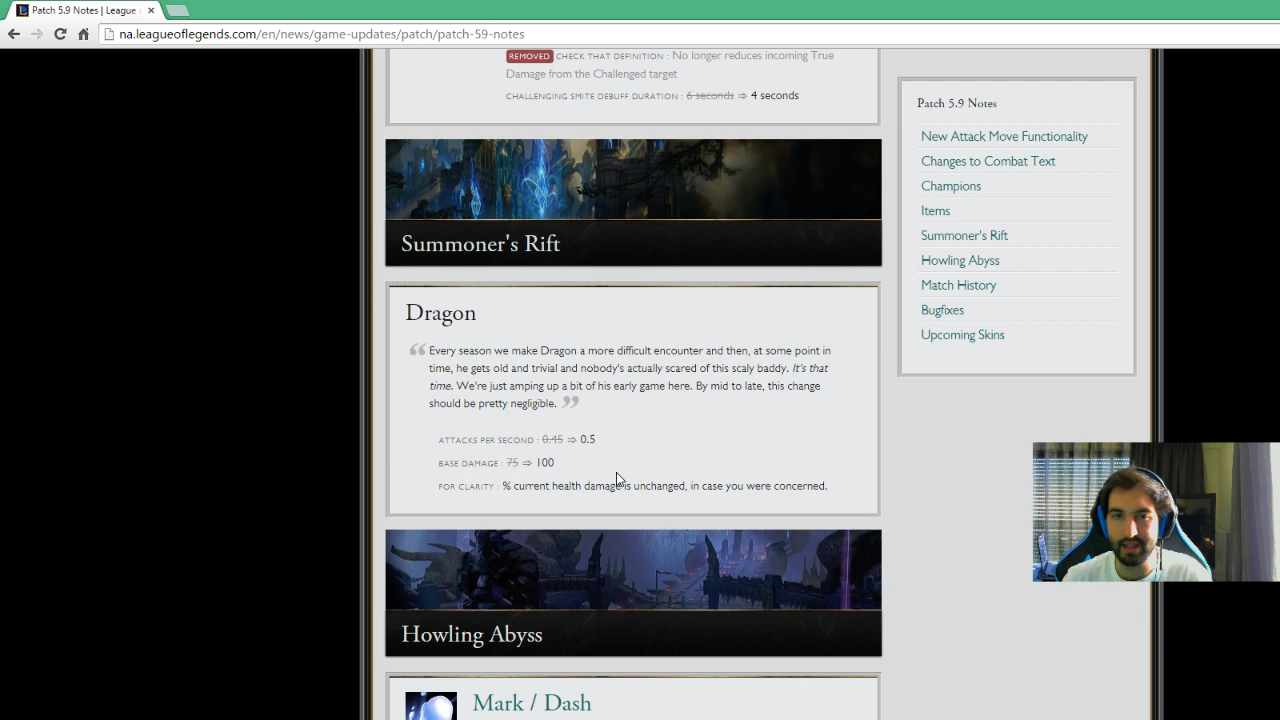 Patch 5.9 Notes | League
na.leagueoflegends.com/en/news/game-updates/patch/patch-59-notes
REMOVED CHECK THAT DEFINITION : No longer reduces incoming True
Damage from the Challenged target
CHALLENGING SMITE DEBUFF DURATION : 6 seconds ⇒ 4 seconds
Summoner's Rift
Dragon
“ Every season we make Dragon a more difficult encounter and then, at some point in
time, he gets old and trivial and nobody's actually scared of this scaly baddy. It's that
time. We're just amping up a bit of his early game here. By mid to late, this change
should be pretty negligible. ”
ATTACKS PER SECOND : 0.45 ⇒ 0.5
BASE DAMAGE : 75 ⇒ 100
FOR CLARITY : % current health damage is unchanged, in case you were concerned.
Howling Abyss
Mark / Dash
Patch 5.9 Notes
New Attack Move Functionality
Changes to Combat Text
Champions
Items
Summoner's Rift
Howling Abyss
Match History
Bugfixes
Upcoming Skins